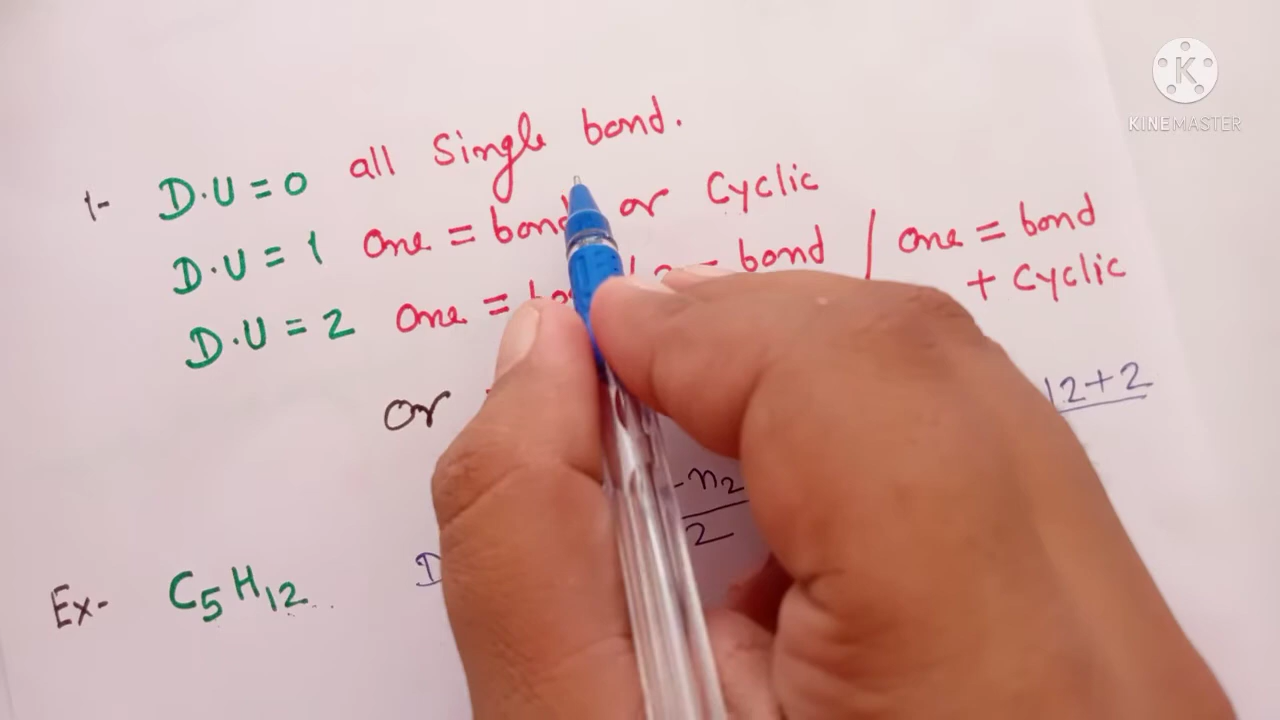 KINEMASTER
1- D.U = 0 all Single bond.
D.U = 1 One = bond or Cyclic
D.U = 2 One = bond / One = bond
+ Cyclic
Or
12+2
-n2
2
Ex- C5H12 D